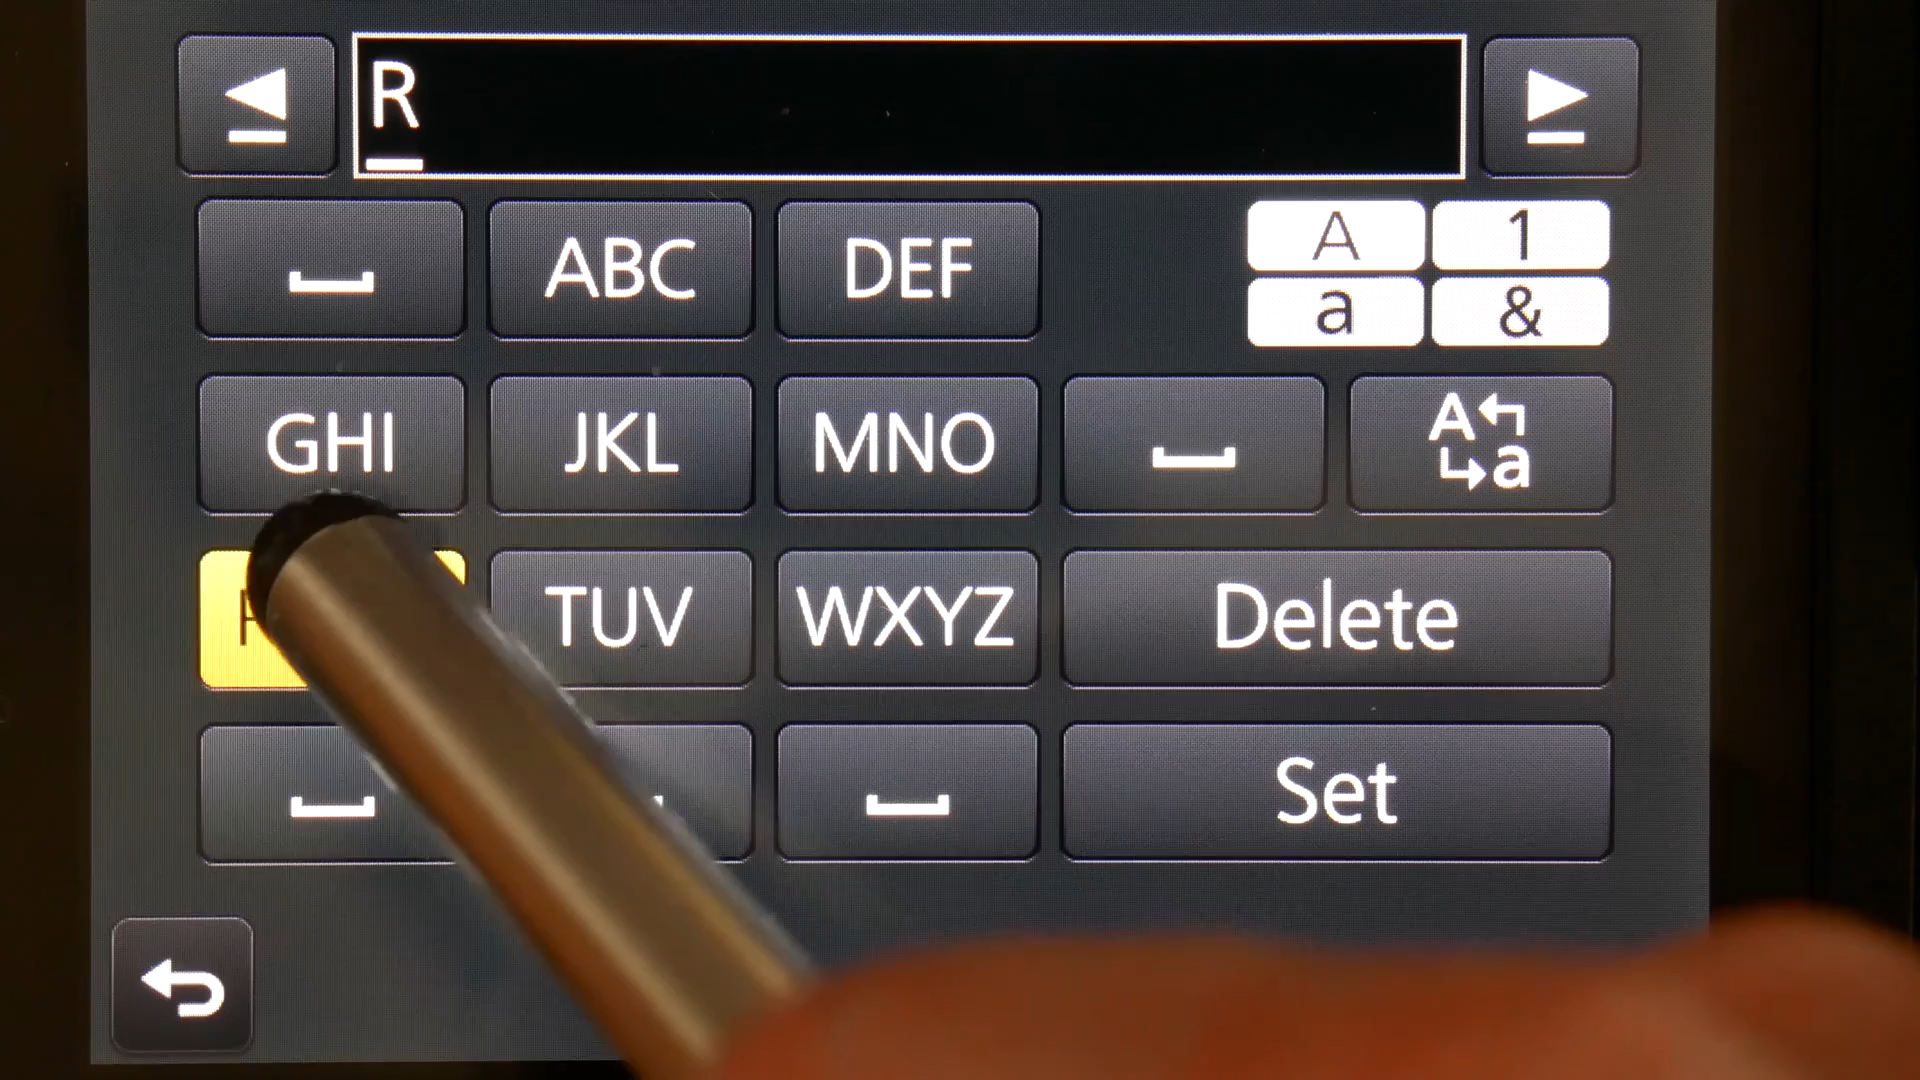 R
ABC DEF A 1
a &
GHI JKL MNO A a
TUV WXYZ Delete
Set